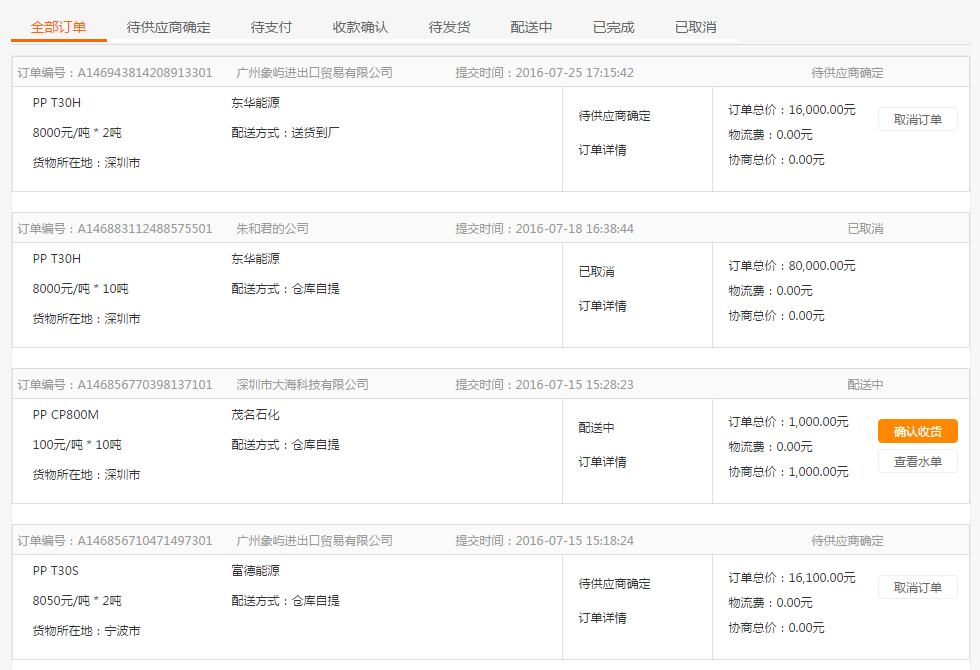 全部订单 待供应商确定 待支付 收款确认 待发货 配送中 已完成 已取消
订单编号：A146943814208913301 广州象屿进出口贸易有限公司 提交时间：2016-07-25 17:15:42 待供应商确定
PP T30H 东华能源
8000元/吨 * 2吨 配送方式：送货到厂
货物所在地：深圳市
待供应商确定
订单详情
订单总价：16,000.00元
物流费：0.00元
协商总价：0.00元
取消订单
订单编号：A146883112488575501 朱和君的公司 提交时间：2016-07-18 16:38:44 已取消
PP T30H 东华能源
8000元/吨 * 10吨 配送方式：仓库自提
货物所在地：深圳市
已取消
订单详情
订单总价：80,000.00元
物流费：0.00元
协商总价：0.00元
订单编号：A146856770398137101 深圳市大海科技有限公司 提交时间：2016-07-15 15:28:23 配送中
PP CP800M 茂名石化
100元/吨 * 10吨 配送方式：仓库自提
货物所在地：深圳市
配送中
订单详情
订单总价：1,000.00元
物流费：0.00元
协商总价：1,000.00元
确认收货
查看水单
订单编号：A146856710471497301 广州象屿进出口贸易有限公司 提交时间：2016-07-15 15:18:24 待供应商确定
PP T30S 富德能源
8050元/吨 * 2吨 配送方式：仓库自提
货物所在地：宁波市
待供应商确定
订单详情
订单总价：16,100.00元
物流费：0.00元
协商总价：0.00元
取消订单